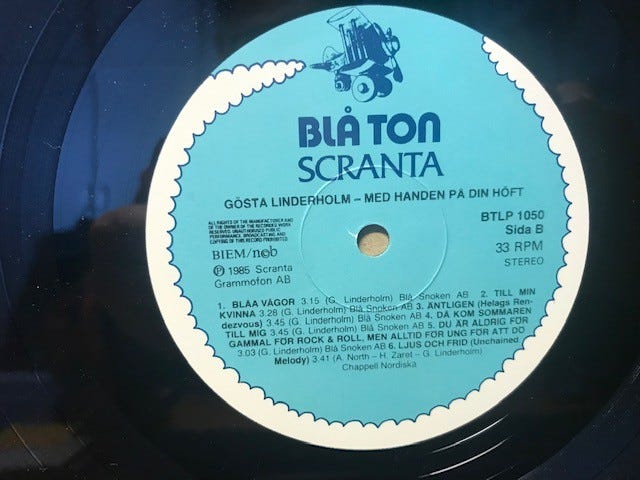 BLÅ TON
SCRANTA
GÖSTA LINDERHOLM – MED HANDEN PÅ DIN HÖFT
ALL RIGHTS OF THE MANUFACTURER AND
OF THE OWNER OF THE RECORDED WORK
RESERVED. UNAUTHORISED PUBLIC
PERFORMANCE, BROADCASTING AND
COPYING OF THIS RECORD PROHIBITED.
BTLP 1050
Sida B
BIEM/ncb
33 RPM
STEREO
Ⓟ 1985 Scranta
Grammofon AB
1. BLÅA VÅGOR 3.15 (G. Linderholm) Blå Snoken AB 2. TILL MIN
KVINNA 3.28 (G. Linderholm) Blå Snoken AB 3. ÄNTLIGEN (Helags Ren-
dezvous) 3.45 (G. Linderholm) Blå Snoken AB 4. DÅ KOM SOMMAREN
TILL MIG 3.45 (G. Linderholm) Blå Snoken AB 5. DU ÄR ALDRIG FÖR
GAMMAL FÖR ROCK & ROLL, MEN ALLTID FÖR UNG FÖR ATT DÖ
3.03 (G. Linderholm) Blå Snoken AB 6. LJUS OCH FRID (Unchained
Melody) 3.41 (A. North – H. Zaret – G. Linderholm)
Chappell Nordiska